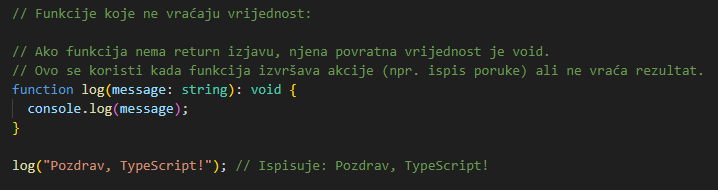 // Funkcije koje ne vraćaju vrijednost:
// Ako funkcija nema return izjavu, njena povratna vrijednost je void.
// Ovo se koristi kada funkcija izvršava akcije (npr. ispis poruke) ali ne vraća rezultat.
function log(message: string): void {
  console.log(message);
}
log("Pozdrav, TypeScript!"); // Ispisuje: Pozdrav, TypeScript!